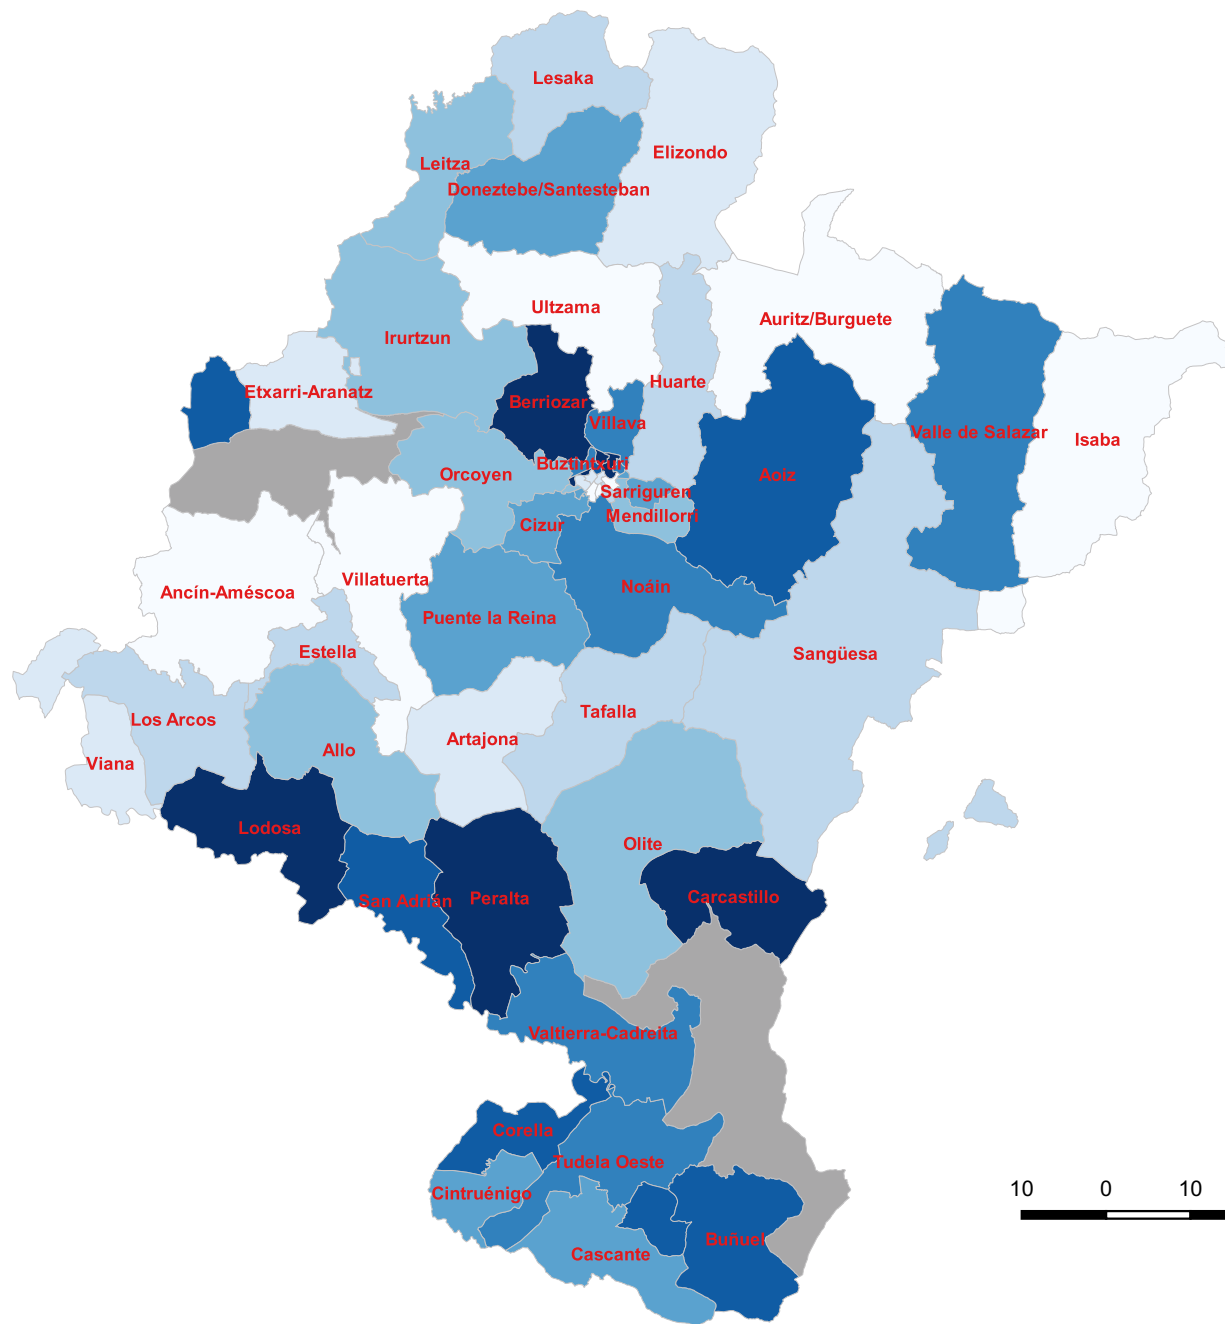 Lesaka
Elizondo
Leitza
Doneztebe/Santesteban
Ultzama
Auritz/Burguete
Irurtzun
Huarte
Etxarri-Aranatz
Berriozar
Villava
Valle de Salazar
Isaba
Buztintxuri
Orcoyen
Aoiz
Sarriguren
Mendillorri
Cizur
Villatuerta
Noáin
Ancín-Améscoa
Puente la Reina
Estella
Sangüesa
Tafalla
Los Arcos
Artajona
Allo
Viana
Lodosa
Olite
San Adrián
Peralta
Carcastillo
Valtierra-Cadreita
Corella
Tudela Oeste
Cintruénigo
10 0 10
Buñuel
Cascante